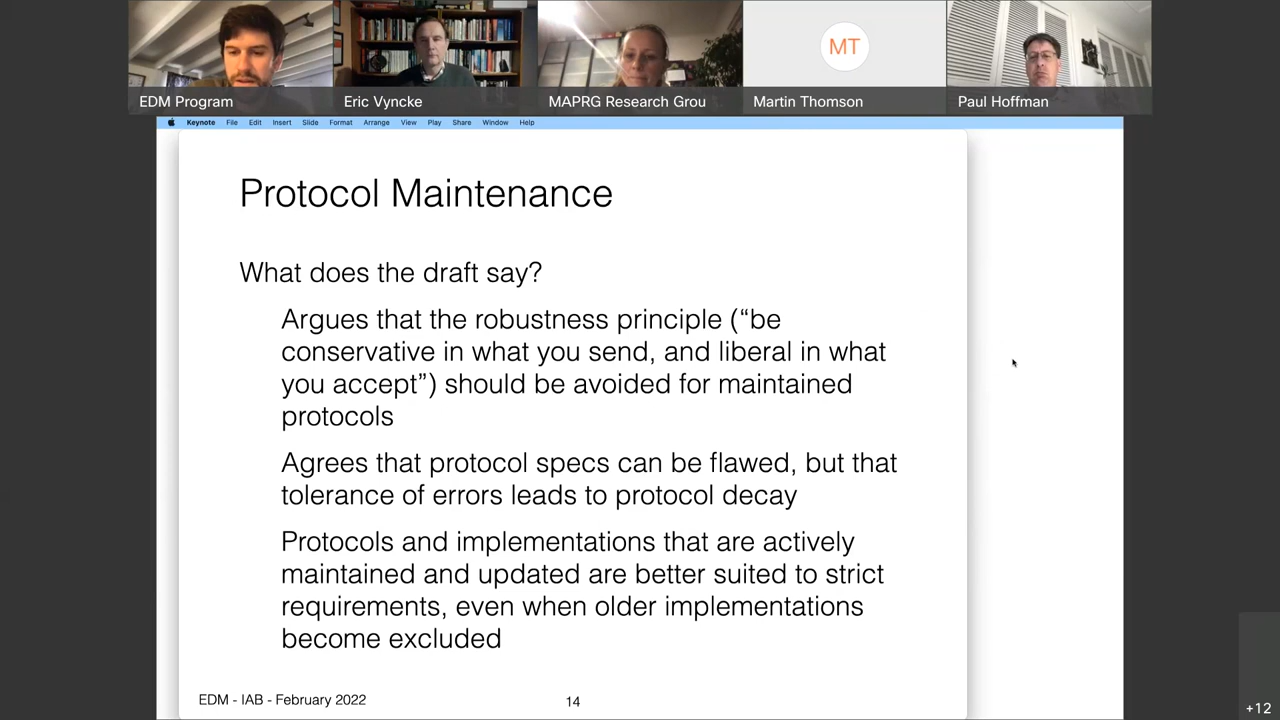 EDM Program
Eric Vyncke
MAPRG Research Grou
MT
Martin Thomson
Paul Hoffman
Keynote File Edit Insert Slide Format Arrange View Play Share Window Help
Protocol Maintenance
What does the draft say?
Argues that the robustness principle (“be
conservative in what you send, and liberal in what
you accept”) should be avoided for maintained
protocols
Agrees that protocol specs can be flawed, but that
tolerance of errors leads to protocol decay
Protocols and implementations that are actively
maintained and updated are better suited to strict
requirements, even when older implementations
become excluded
EDM - IAB - February 2022
14
+12